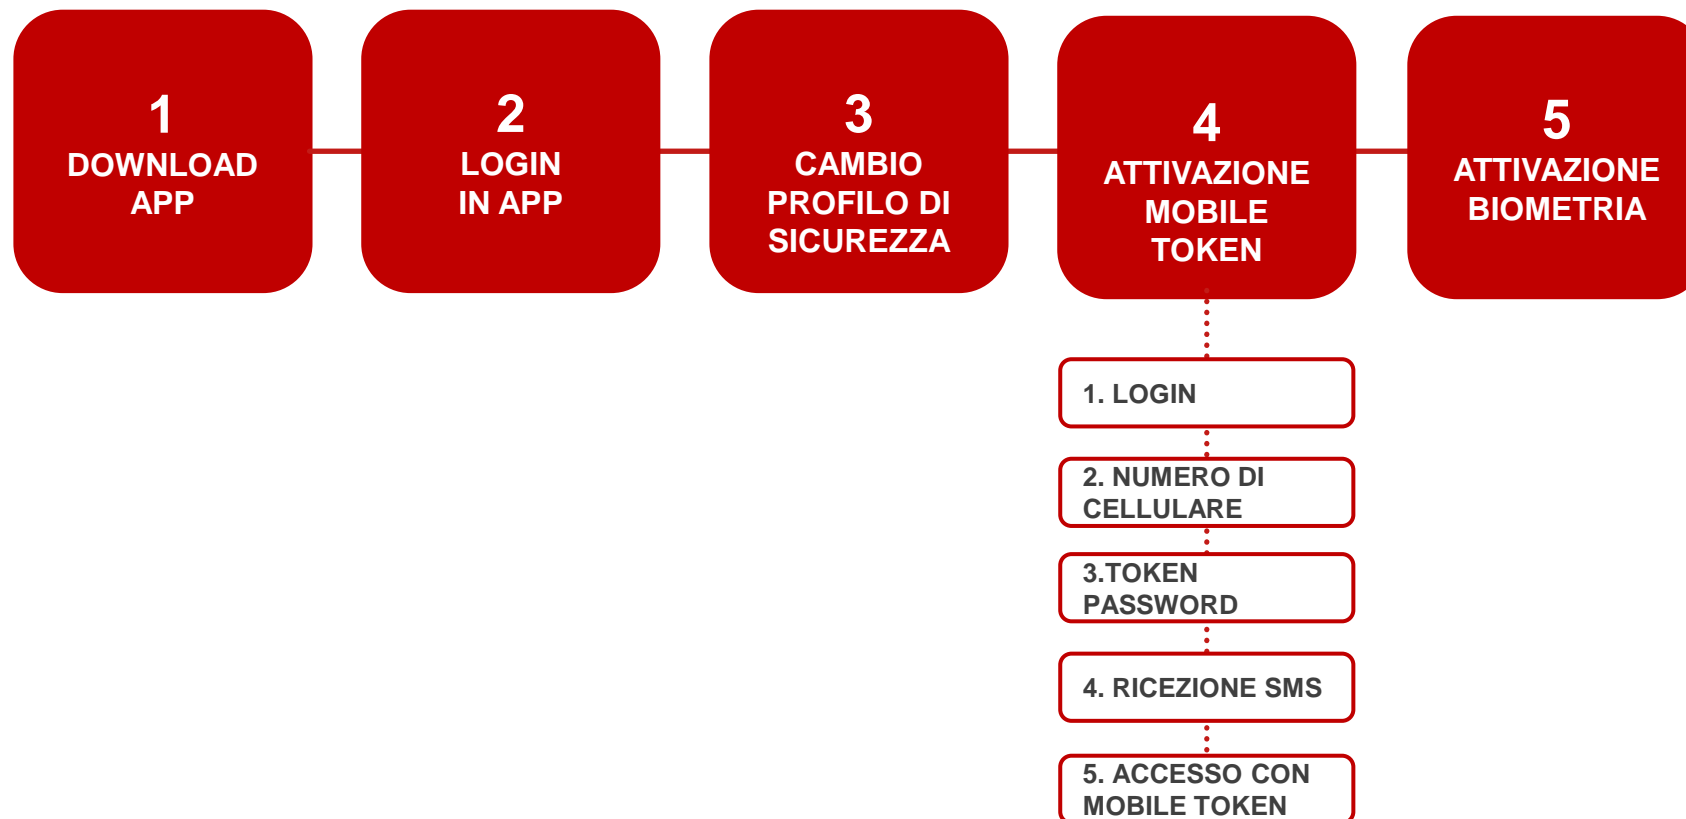 1
DOWNLOAD
APP
2
LOGIN
IN APP
3
CAMBIO
PROFILO DI
SICUREZZA
4
ATTIVAZIONE
MOBILE
TOKEN
5
ATTIVAZIONE
BIOMETRIA
1. LOGIN
2. NUMERO DI
CELLULARE
3.TOKEN
PASSWORD
4. RICEZIONE SMS
5. ACCESSO CON
MOBILE TOKEN